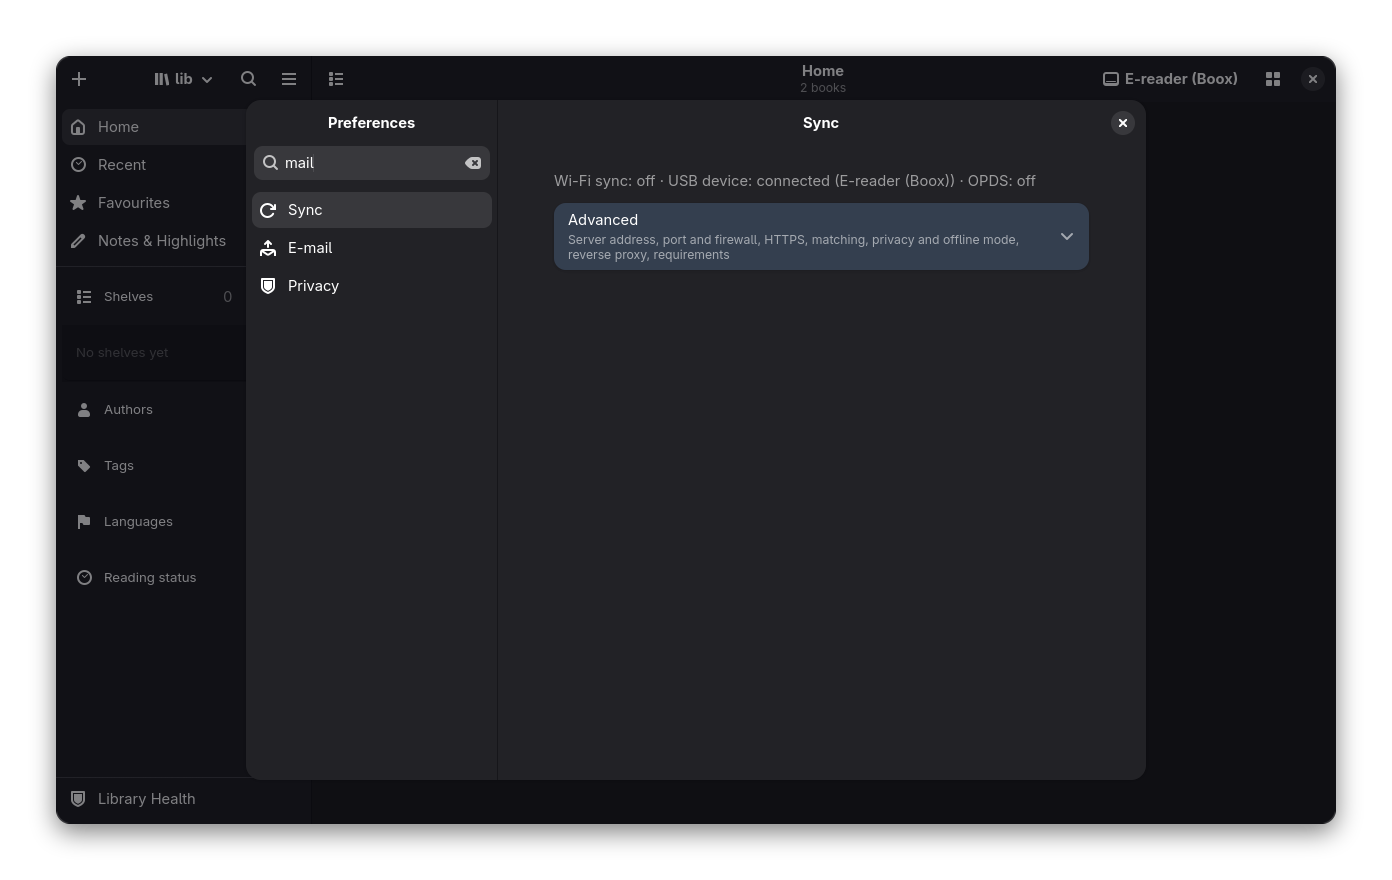 lib
Home
2 books
E-reader (Boox)
Home
Recent
Favourites
Notes & Highlights
Shelves
0
No shelves yet
Authors
Tags
Languages
Reading status
Library Health
Preferences
mail
Sync
E-mail
Privacy
Sync
Wi-Fi sync: off · USB device: connected (E-reader (Boox)) · OPDS: off
Advanced
Server address, port and firewall, HTTPS, matching, privacy and offline mode,
reverse proxy, requirements